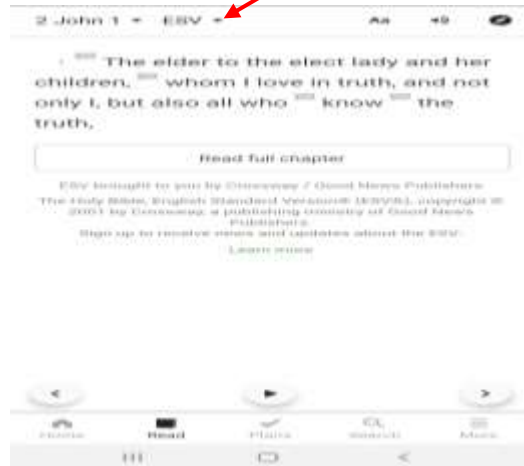 2 John 1 ESV Aa
The elder to the elect lady and her
children, whom I love in truth, and not
only I, but also all who know the
truth,
Read full chapter
ESV brought to you by Crossway / Good News Publishers
The Holy Bible, English Standard Version® (ESV®), copyright ©
2001 by Crossway, a publishing ministry of Good News
Publishers.
Sign up to receive news and updates about the ESV.
Learn more
Home Read Plans Search More